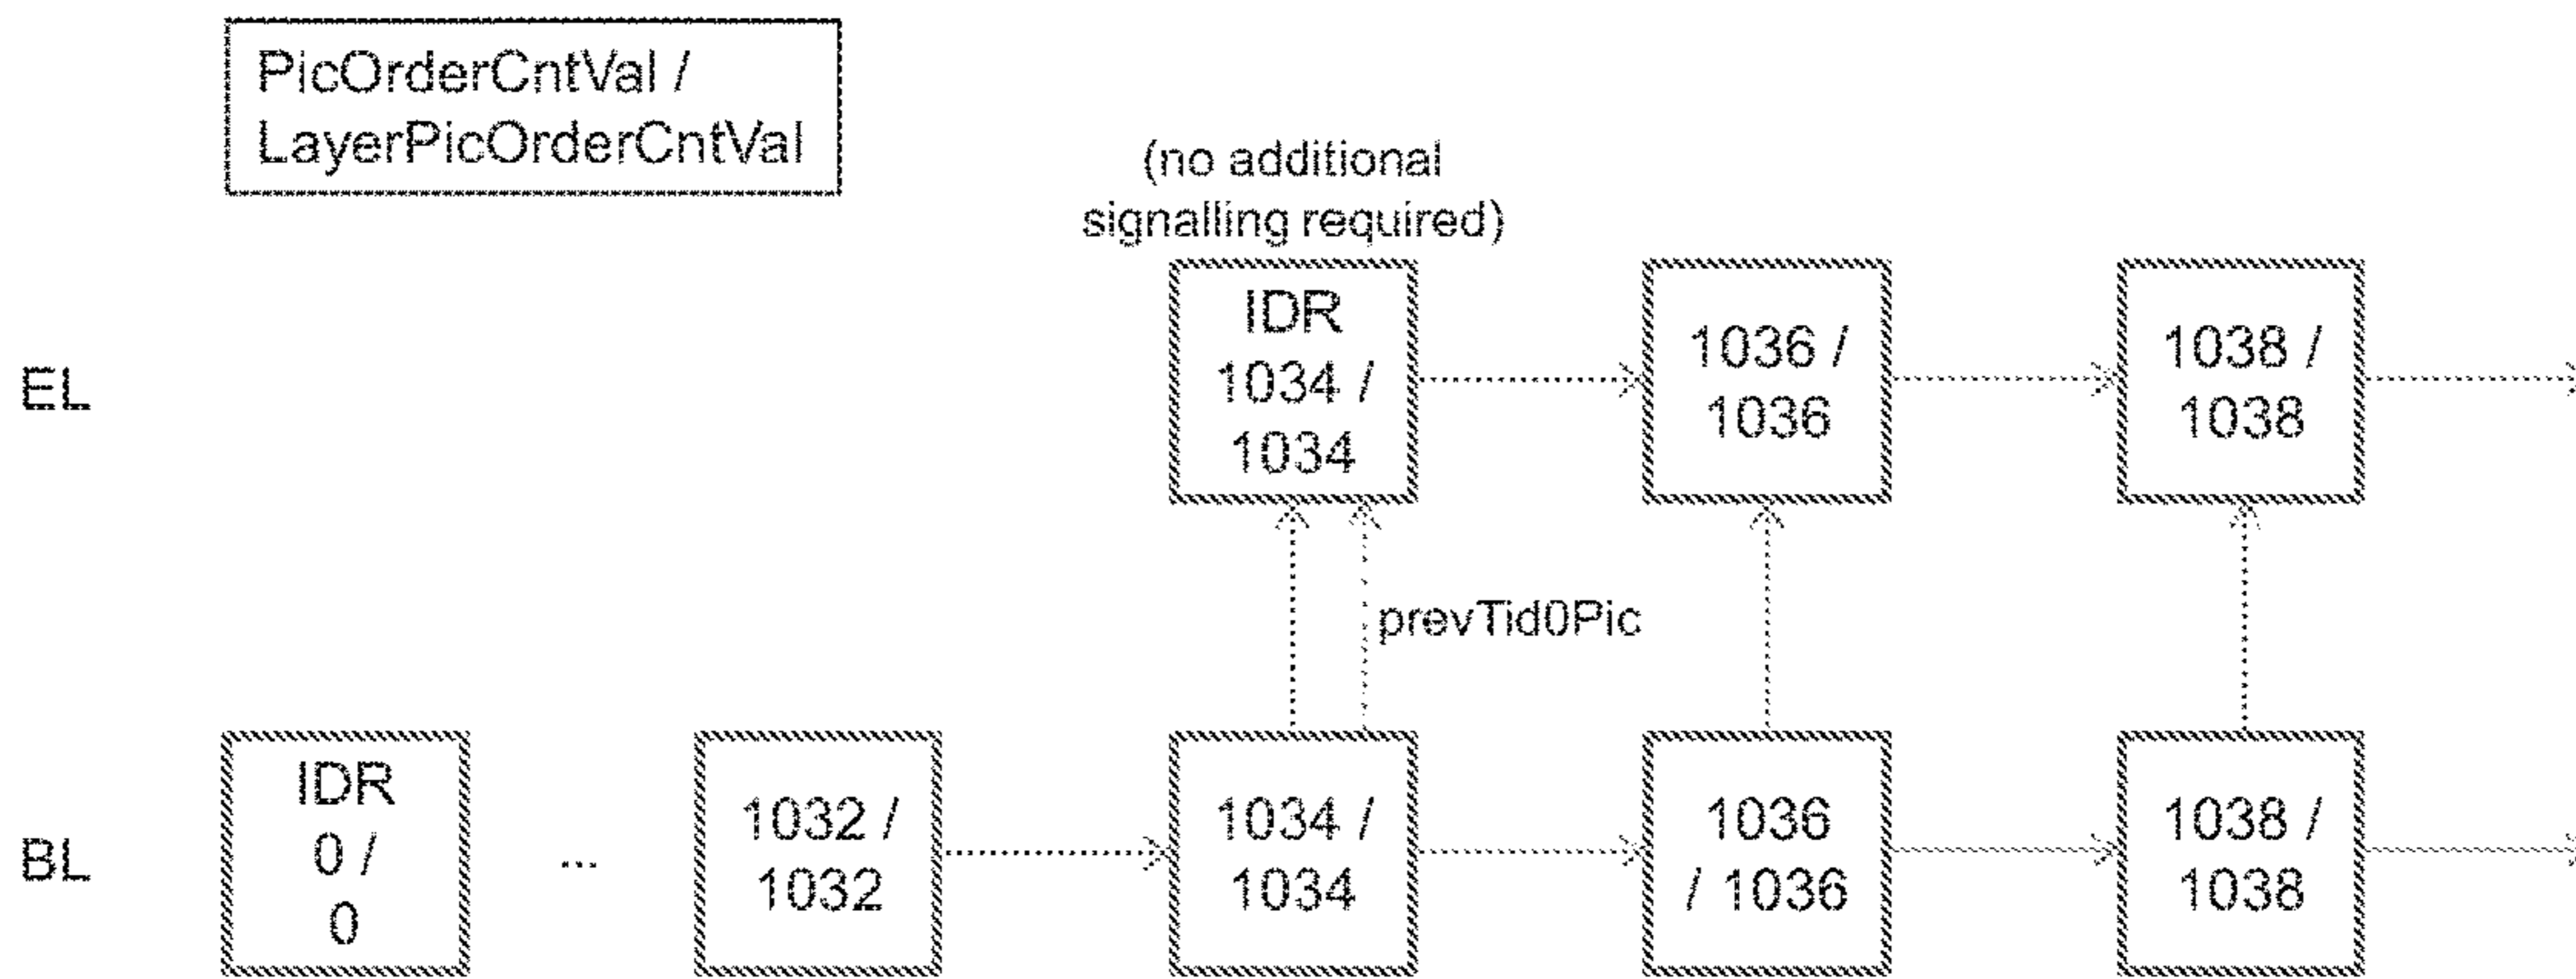 PicOrderCntVal /
LayerPicOrderCntVal
(no additional
signalling required)
EL
IDR
1034 /
1034
1036 /
1036
1038 /
1038
prevTid0Pic
BL
IDR
0 /
0
...
1032 /
1032
1034 /
1034
1036
/ 1036
1038 /
1038